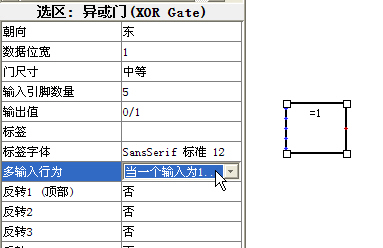 选区: 异或门(XOR Gate)
朝向 东
数据位宽 1
门尺寸 中等
输入引脚数量 5
输出值 0/1
标签
标签字体 SansSerif 标准 12
多输入行为 当一个输入为1..
反转1 (顶部) 否
反转2 否
反转3 否
=1